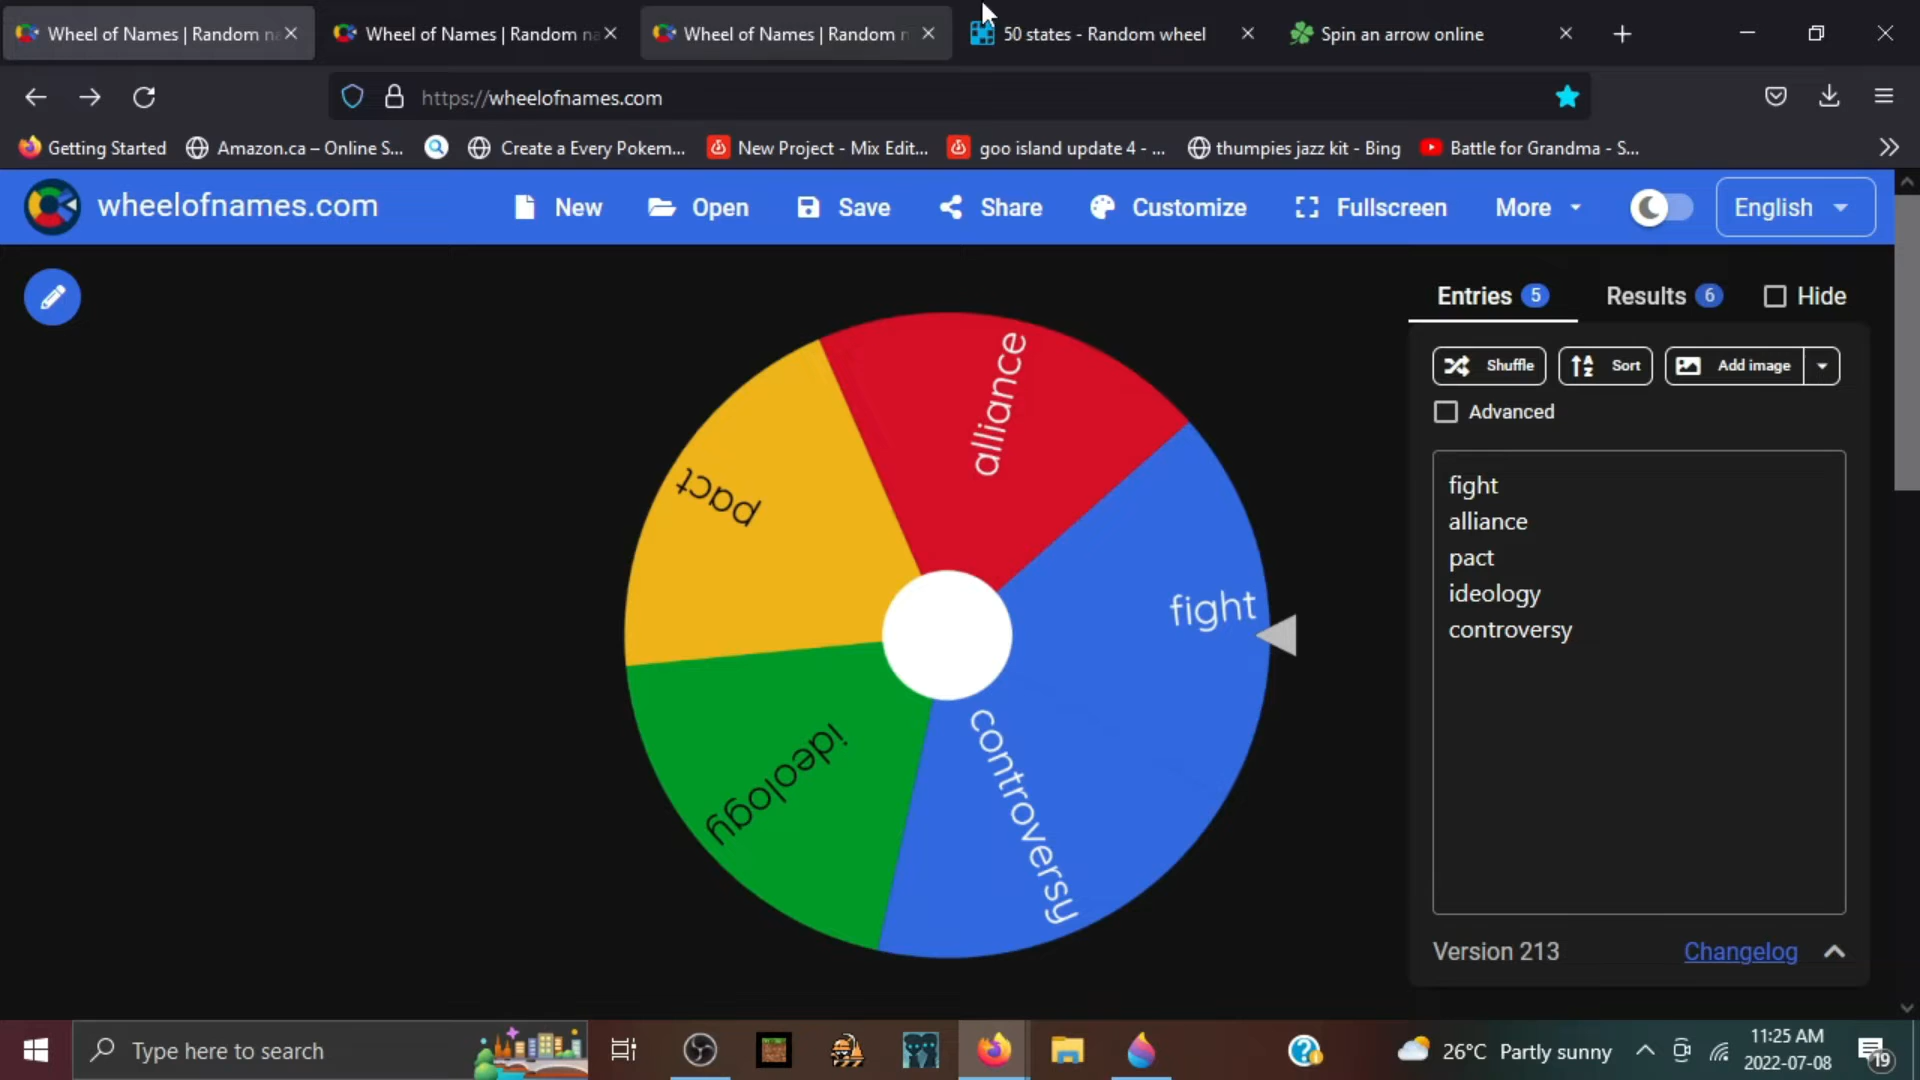 Wheel of Names | Random na
Wheel of Names | Random na
Wheel of Names | Random n
50 states - Random wheel
Spin an arrow online
https://wheelofnames.com
Getting Started
Amazon.ca – Online S...
Create a Every Pokem...
New Project - Mix Edit...
goo island update 4 - ...
thumpies jazz kit - Bing
Battle for Grandma - S...
wheelofnames.com
New
Open
Save
Share
Customize
Fullscreen
More
English
Entries 5
Results 6
Hide
Shuffle
Sort
Add image
Advanced
alliance
pact
fight
ideology
controversy
fight
alliance
pact
ideology
controversy
Version 213
Changelog
Type here to search
26°C Partly sunny
11:25 AM
2022-07-08
19